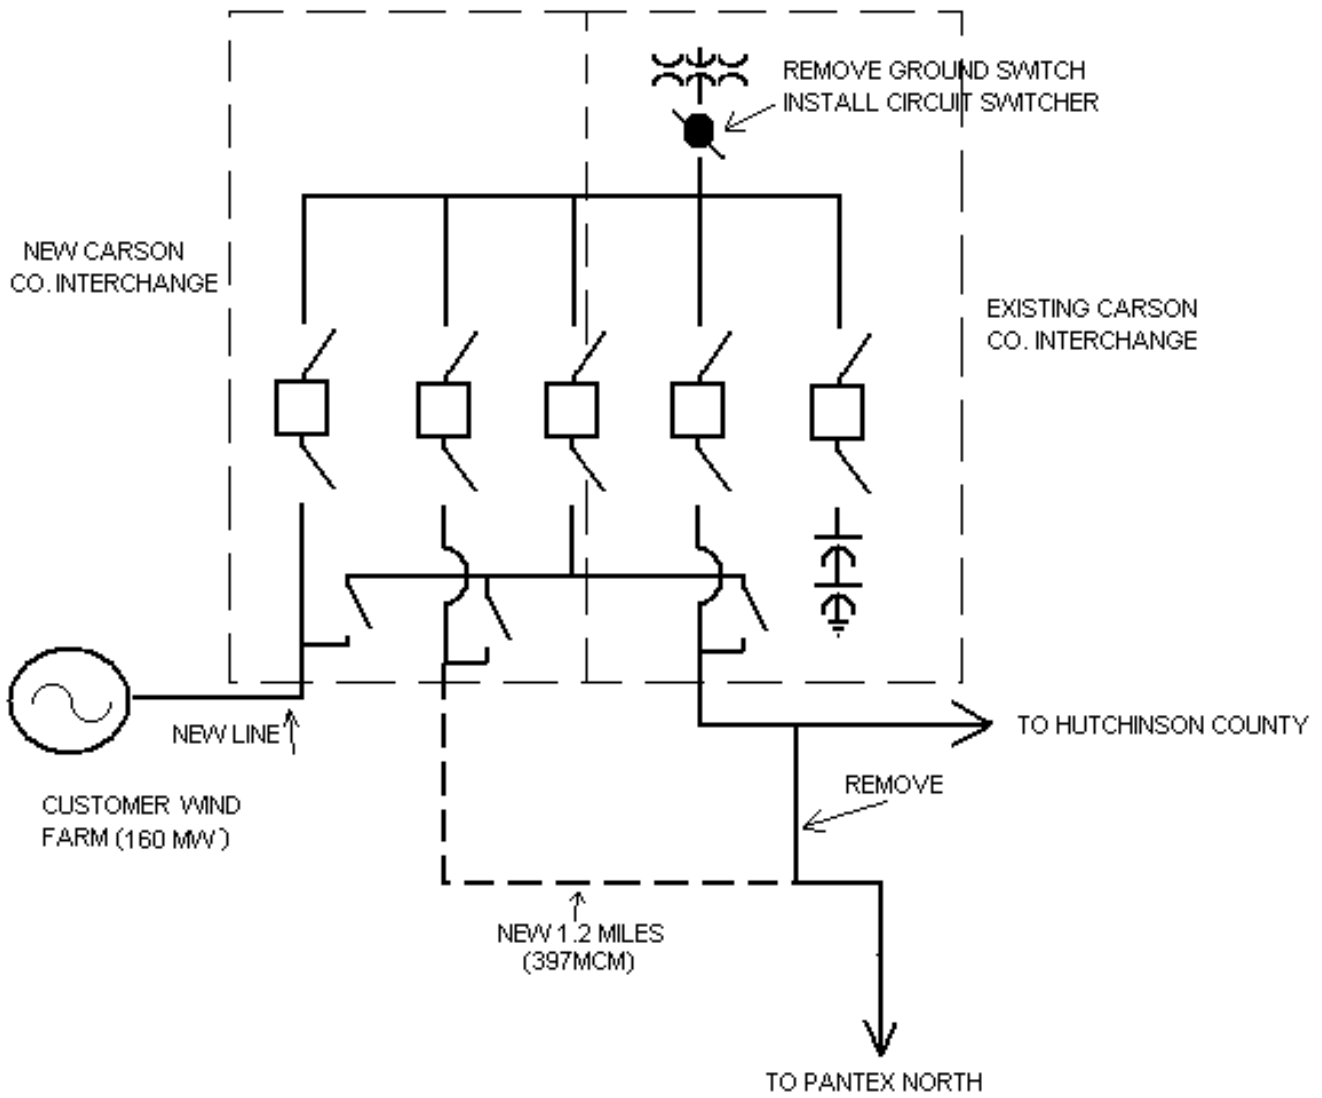 REMOVE GROUND SWITCH
INSTALL CIRCUIT SWITCHER
NEW CARSON
CO. INTERCHANGE
EXISTING CARSON
CO. INTERCHANGE
NEW LINE
TO HUTCHINSON COUNTY
REMOVE
CUSTOMER WIND
FARM (160 MW)
NEW 1.2 MILES
(397MCM)
TO PANTEX NORTH